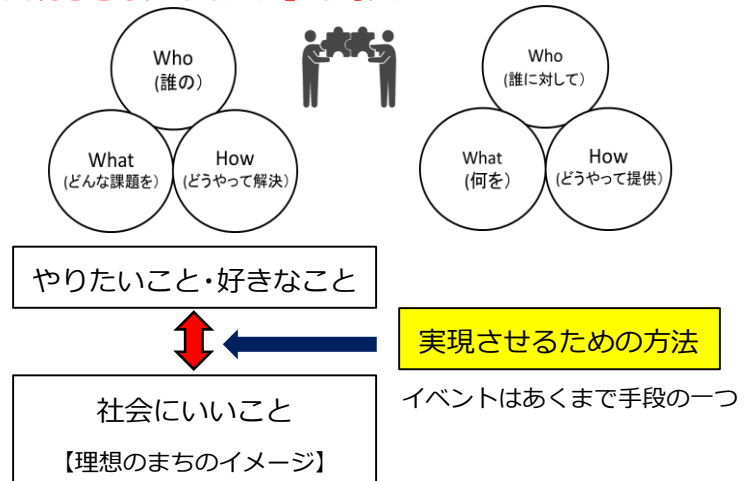 Who
(誰の)
What
(どんな課題を)
How
(どうやって解決)
Who
(誰に対して)
What
(何を)
How
(どうやって提供)
やりたいこと・好きなこと
実現させるための方法
イベントはあくまで手段の一つ
社会にいいこと
【理想のまちのイメージ】